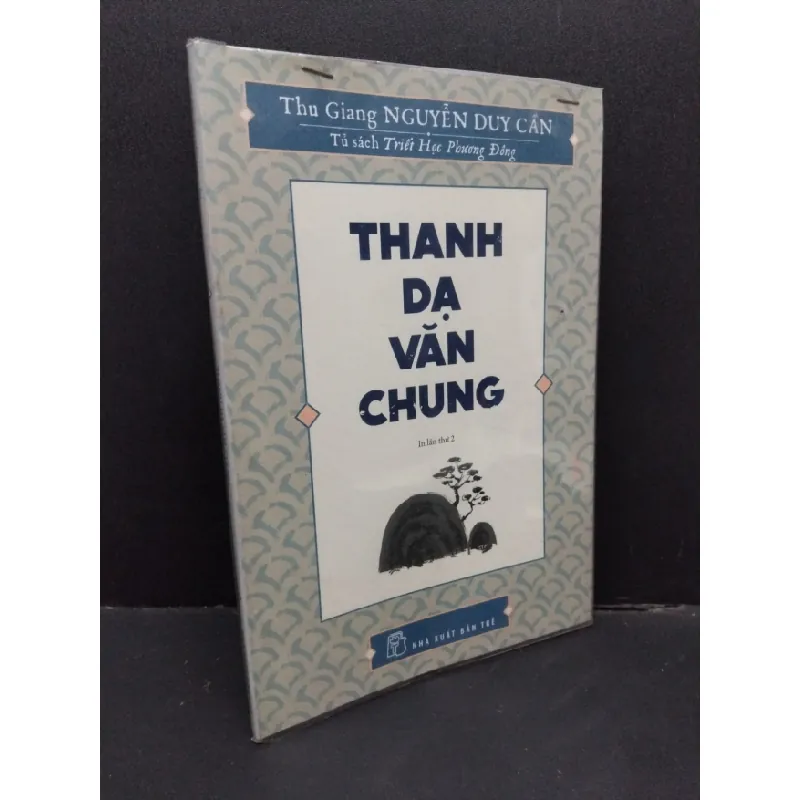 Thu Giang NGUYỄN DUY CẦN
Tủ sách Triết Học Phương Đông
THANH
DẠ
VĂN
CHUNG
In lần thứ 2
NHÀ XUẤT BẢN TRẺ